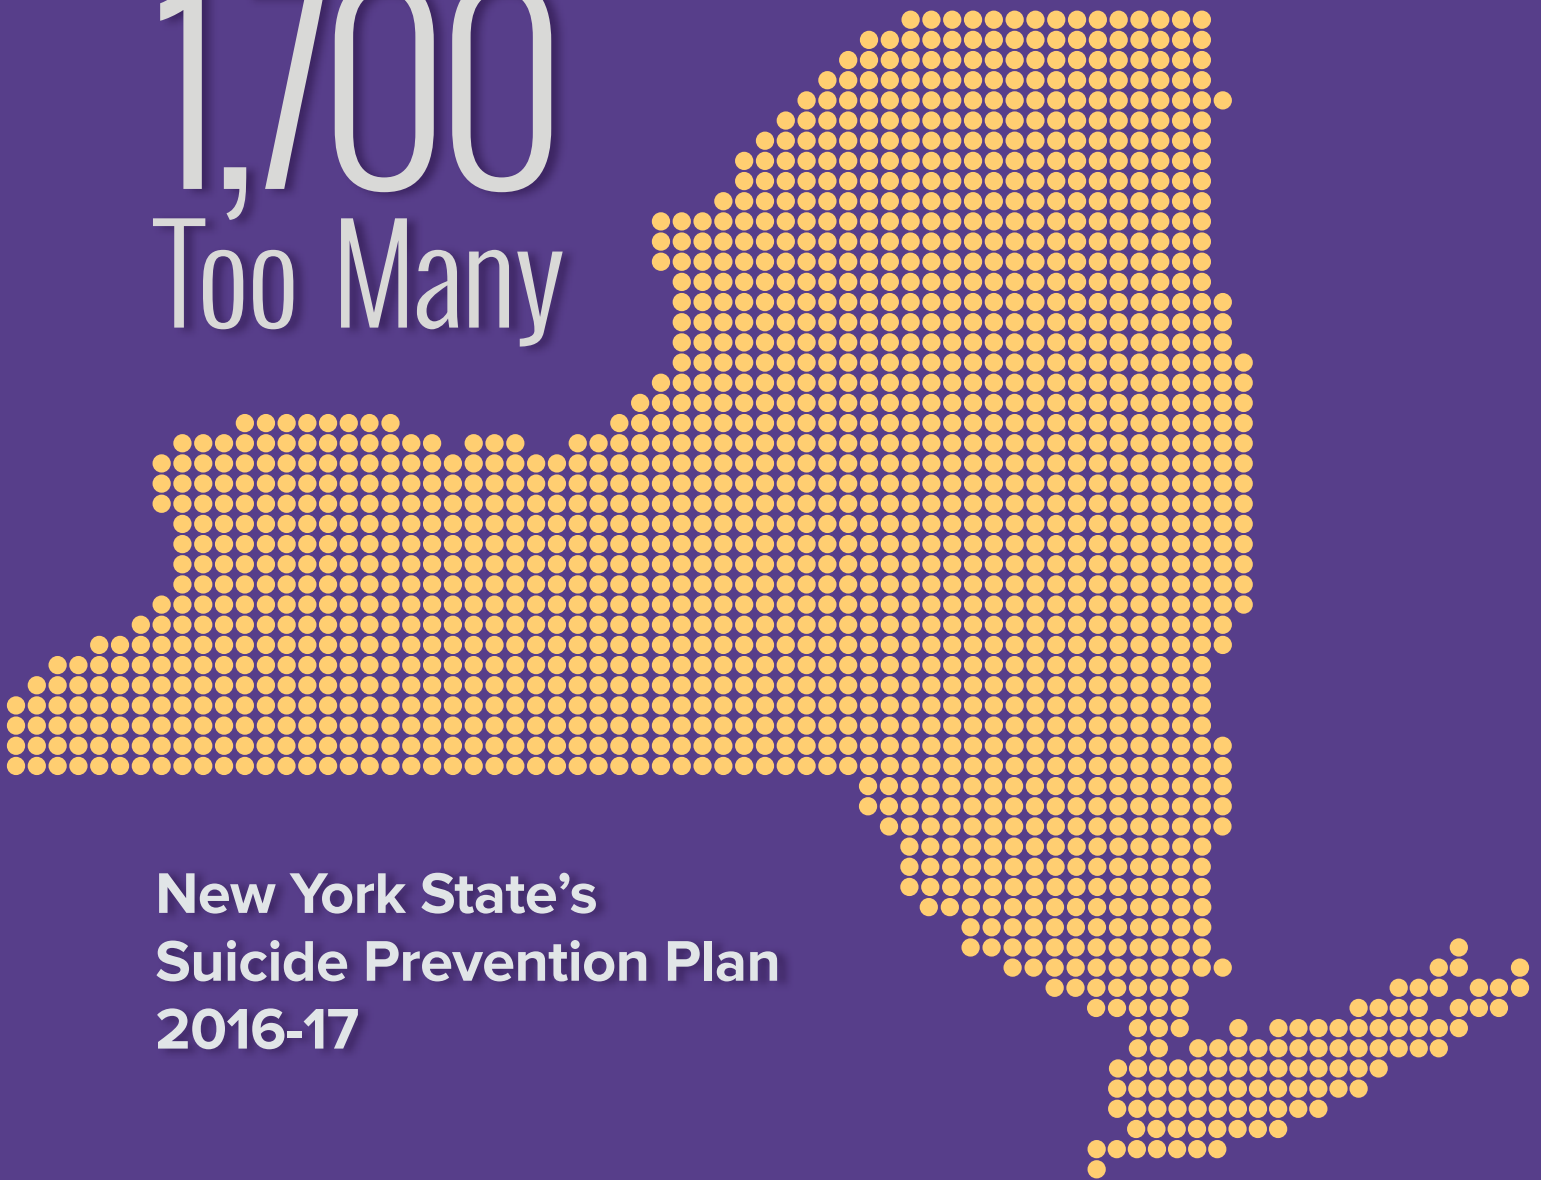 1,700
Too Many
New York State’s
Suicide Prevention Plan
2016-17